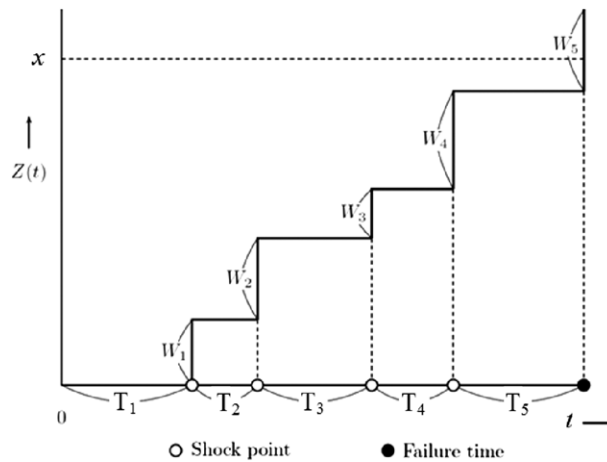 x
Z(t)
W₅
W₄
W₃
W₂
W₁
T₁ T₂ T₃ T₄ T₅
0 t
Shock point Failure time